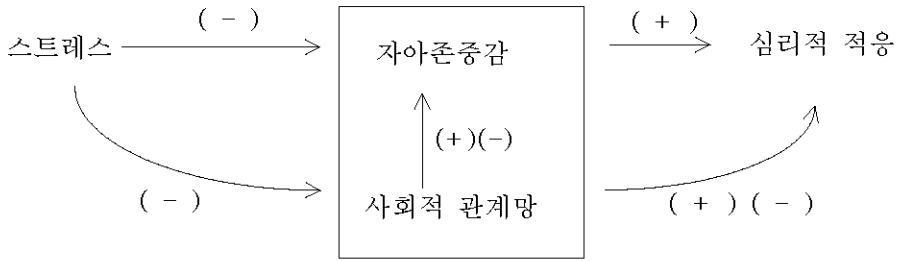 ( - )
( + )
스트레스
자아존중감
심리적 적응
(+)(-)
( - )
사회적 관계망
( + ) ( - )